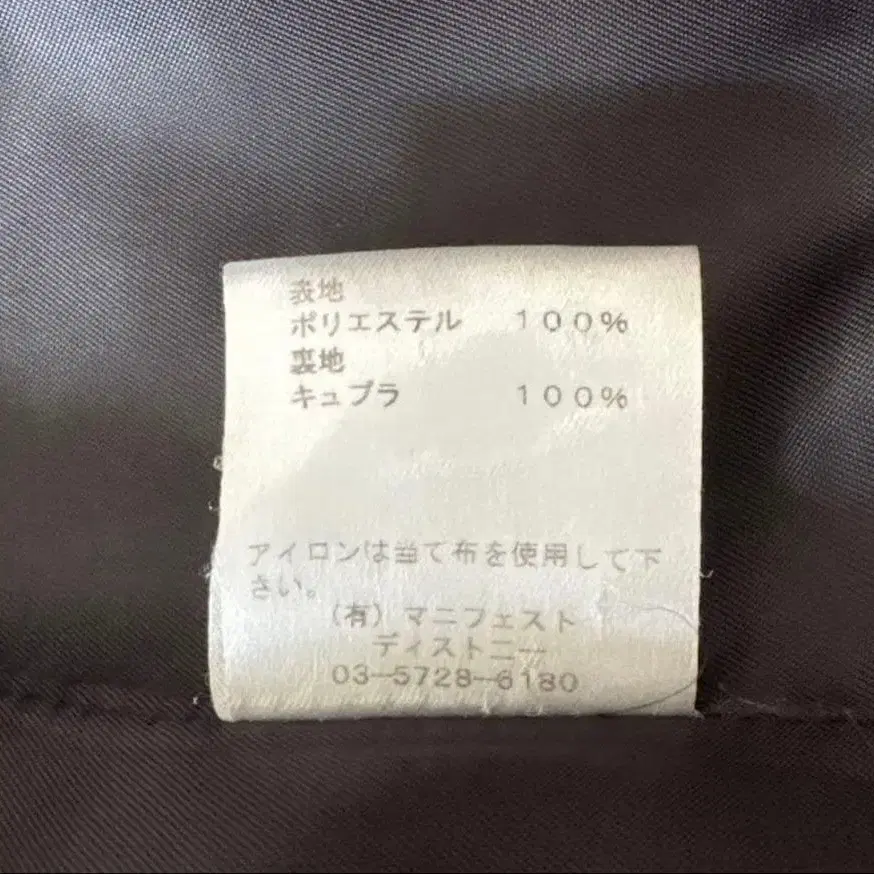 表地
ポリエステル　１００％
裏地
キュプラ　１００％
アイロンは当て布を使用して下
さい。
（有）マニフェスト
ディストニー
０３−５７２８−６１８０